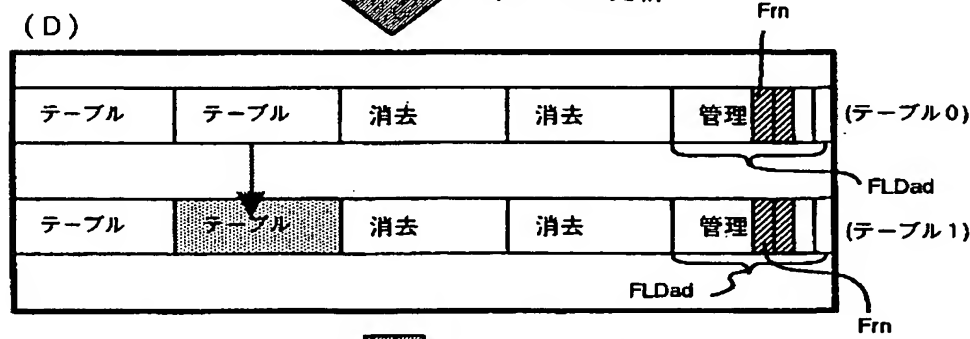 (D)
Frn
テーブル テーブル 消去 消去 管理 (テーブル0)
FLDad
テーブル テーブル 消去 消去 管理 (テーブル1)
FLDad
Frn